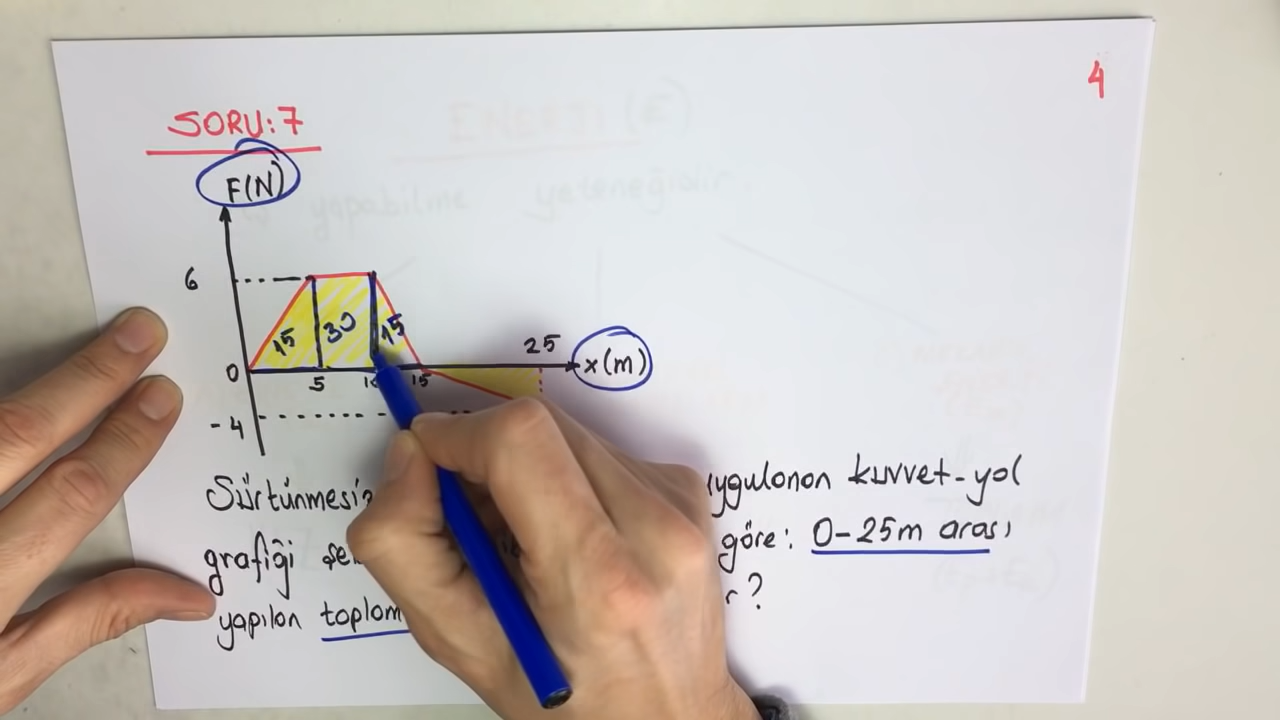 4
SORU:7
F(N)
6
15 30 15
25
0 5 15 x(m)
-4
Sürtünmesiz uygulanan kuvvet-yol
grafiği göre: 0-25m arası
yapılan toplam ?